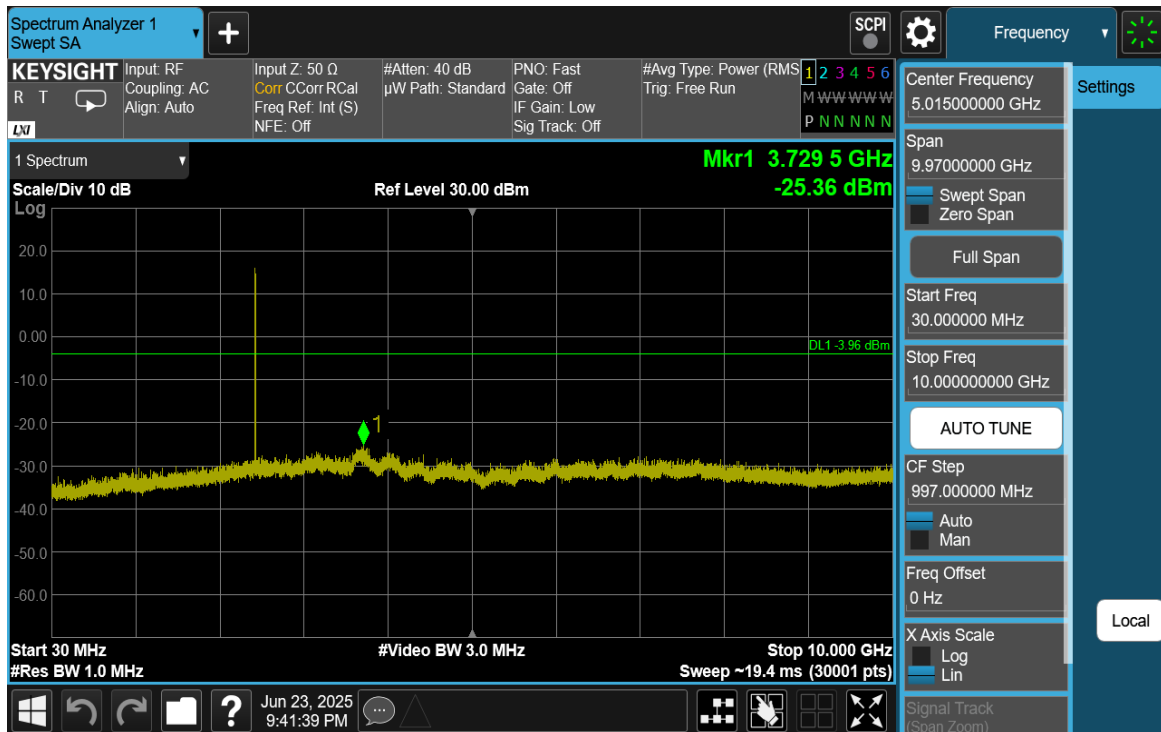 Spectrum Analyzer 1
Swept SA
+
SCPI
Frequency
KEYSIGHT
R T
LXI
Input: RF
Coupling: AC
Align: Auto
Input Z: 50 Ω
Corr CCorr RCal
Freq Ref: Int (S)
NFE: Off
#Atten: 40 dB
µW Path: Standard
PNO: Fast
Gate: Off
IF Gain: Low
Sig Track: Off
#Avg Type: Power (RMS
Trig: Free Run
1 2 3 4 5 6
M W W W W W
P N N N N N
1 Spectrum
Mkr1 3.729 5 GHz
-25.36 dBm
Scale/Div 10 dB
Ref Level 30.00 dBm
Log
20.0
10.0
0.00
DL1 -3.96 dBm
-10.0
-20.0
1
-30.0
-40.0
-50.0
-60.0
Start 30 MHz
#Video BW 3.0 MHz
Stop 10.000 GHz
#Res BW 1.0 MHz
Sweep ~19.4 ms (30001 pts)
Center Frequency
5.015000000 GHz
Settings
Span
9.97000000 GHz
Swept Span
Zero Span
Full Span
Start Freq
30.000000 MHz
Stop Freq
10.000000000 GHz
AUTO TUNE
CF Step
997.000000 MHz
Auto
Man
Freq Offset
0 Hz
X Axis Scale
Log
Lin
Local
Signal Track
(Span Zoom)
?
Jun 23, 2025
9:41:39 PM